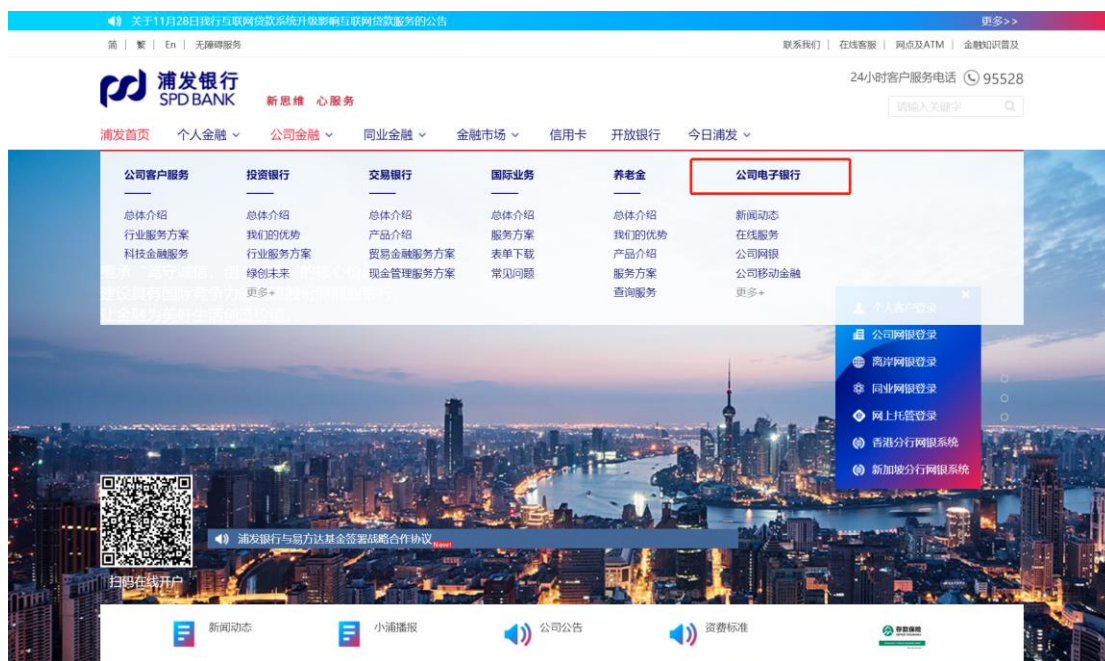 关于11月28日我行互联网贷款系统升级影响互联网贷款服务的公告 更多>>
简 | 繁 | En | 无障碍服务 联系我们 | 在线客服 | 网点及ATM | 金融知识普及
浦发银行
SPD BANK
新思维 心服务
24小时客户服务电话 95528
请输入关键字
浦发首页 个人金融 公司金融 同业金融 金融市场 信用卡 开放银行 今日浦发
公司客户服务 投资银行 交易银行 国际业务 养老金 公司电子银行
总体介绍 总体介绍 总体介绍 总体介绍 总体介绍 新闻动态
行业服务方案 我们的优势 产品介绍 服务方案 我们的优势 在线服务
科技金融服务 行业服务方案 贸易金融服务方案 表单下载 产品介绍 公司网银
绿创未来 现金管理服务方案 常见问题 服务方案 公司移动金融
更多+ 查询服务 更多+
个人客户登录
公司网银登录
离岸网银登录
同业网银登录
网上托管登录
香港分行网银系统
新加坡分行网银系统
浦发银行与易方达基金签署战略合作协议 New!
扫码在线开户
新闻动态 小浦播报 公司公告 资费标准 存款保险